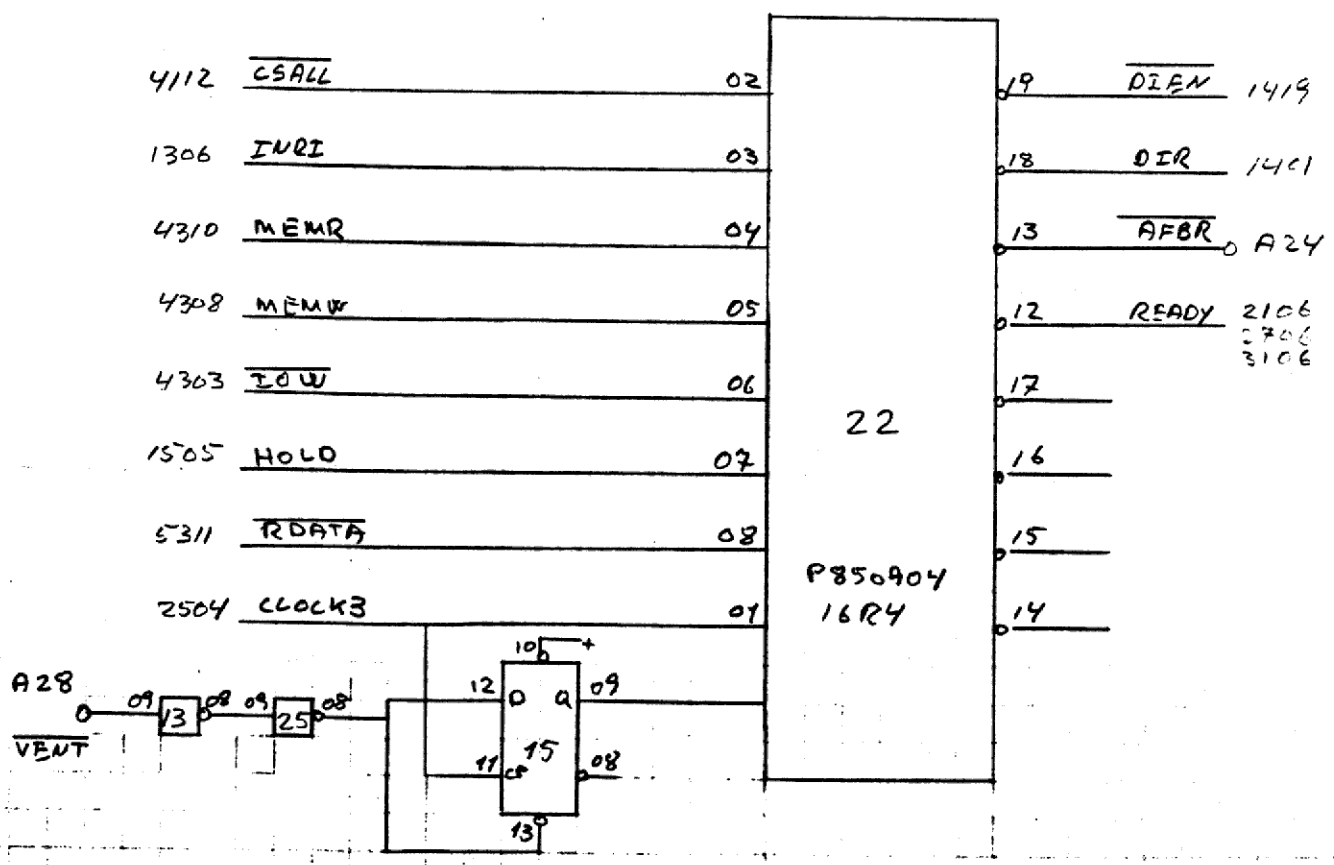 4112 CSALL 02
19 DIEN 1419
1306 INRI 03
18 DIR 1401
4310 MEMR 04
13 AFBR A24
4308 MEMW 05
12 READY 2106
2706
3106
4303 IOW 06
17
22
1505 HOLD 07
16
5311 RDATA 08
15
P850904
16R4
2504 CLOCK3 01
14
10 +
A28
09 13 08 09 25 08
12 D Q 09
VENT
15
11 CP 08
13